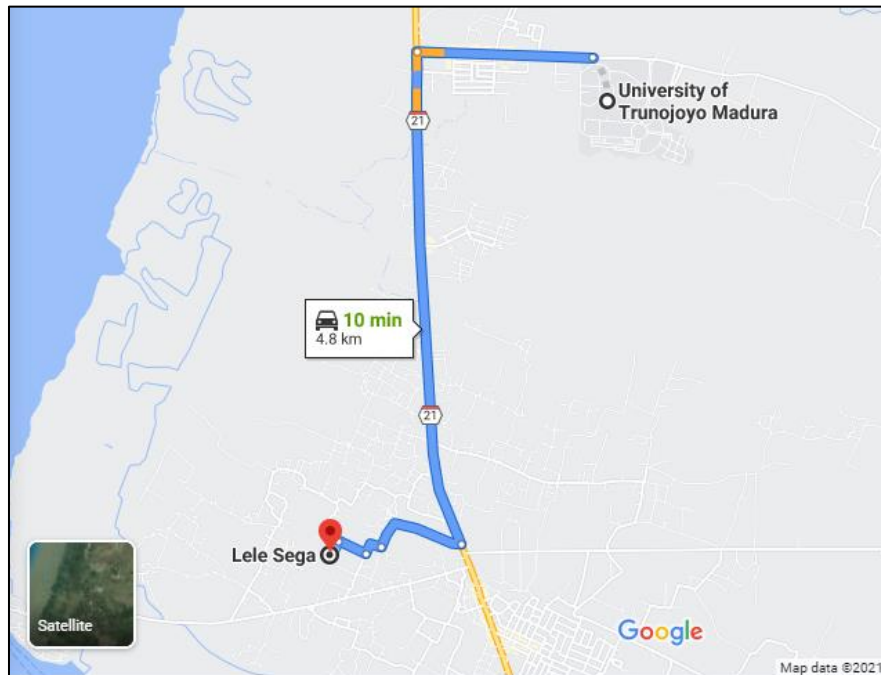 University of
Trunojoyo Madura
21
10 min
4.8 km
21
Lele Sega
Satellite
Google
Map data ©2021